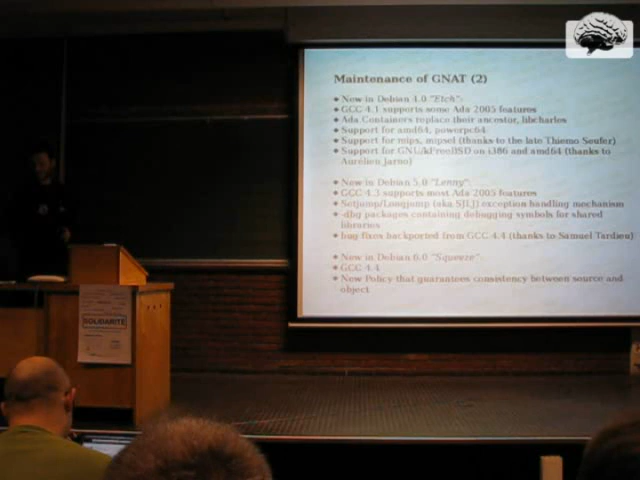 Maintenance of GNAT (2)
New in Debian 4.0 "Etch":
GCC 4.1 supports some Ada 2005 features
Ada Containers replace their ancestor, libcharles
Support for amd64, powerpc64
Support for mips, mipsel (thanks to the late Thiemo Seufer)
Support for GNU/kFreeBSD on i386 and amd64 (thanks to
Aurélien Jarno)
New in Debian 5.0 "Lenny":
GCC 4.3 supports most Ada 2005 features
Setjump/Longjump (aka SJLJ) exception handling mechanism
-dbg packages containing debugging symbols for shared
libraries
bug fixes backported from GCC 4.4 (thanks to Samuel Tardieu)
New in Debian 6.0 "Squeeze":
GCC 4.4
New Policy that guarantees consistency between source and
object
SOLIDARITÉ